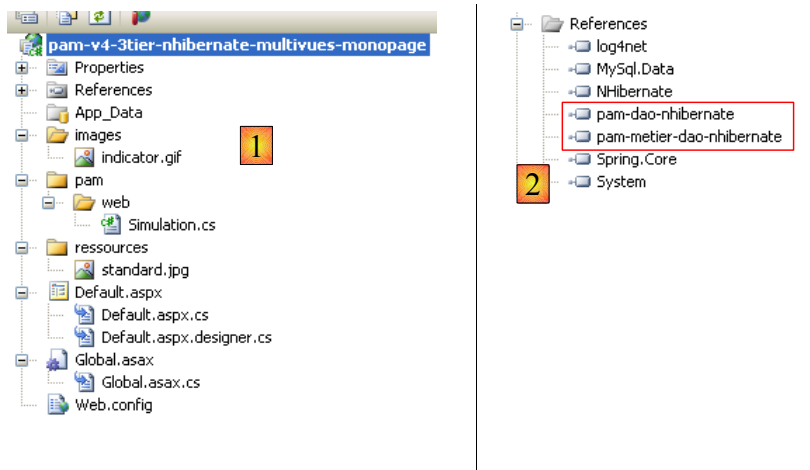 pam-v4-3tier-nhibernate-multivues-monopage
Properties
References
App_Data
images
indicator.gif
pam
web
Simulation.cs
ressources
standard.jpg
Default.aspx
Default.aspx.cs
Default.aspx.designer.cs
Global.asax
Global.asax.cs
Web.config
1
References
log4net
MySql.Data
NHibernate
pam-dao-nhibernate
pam-metier-dao-nhibernate
Spring.Core
System
2